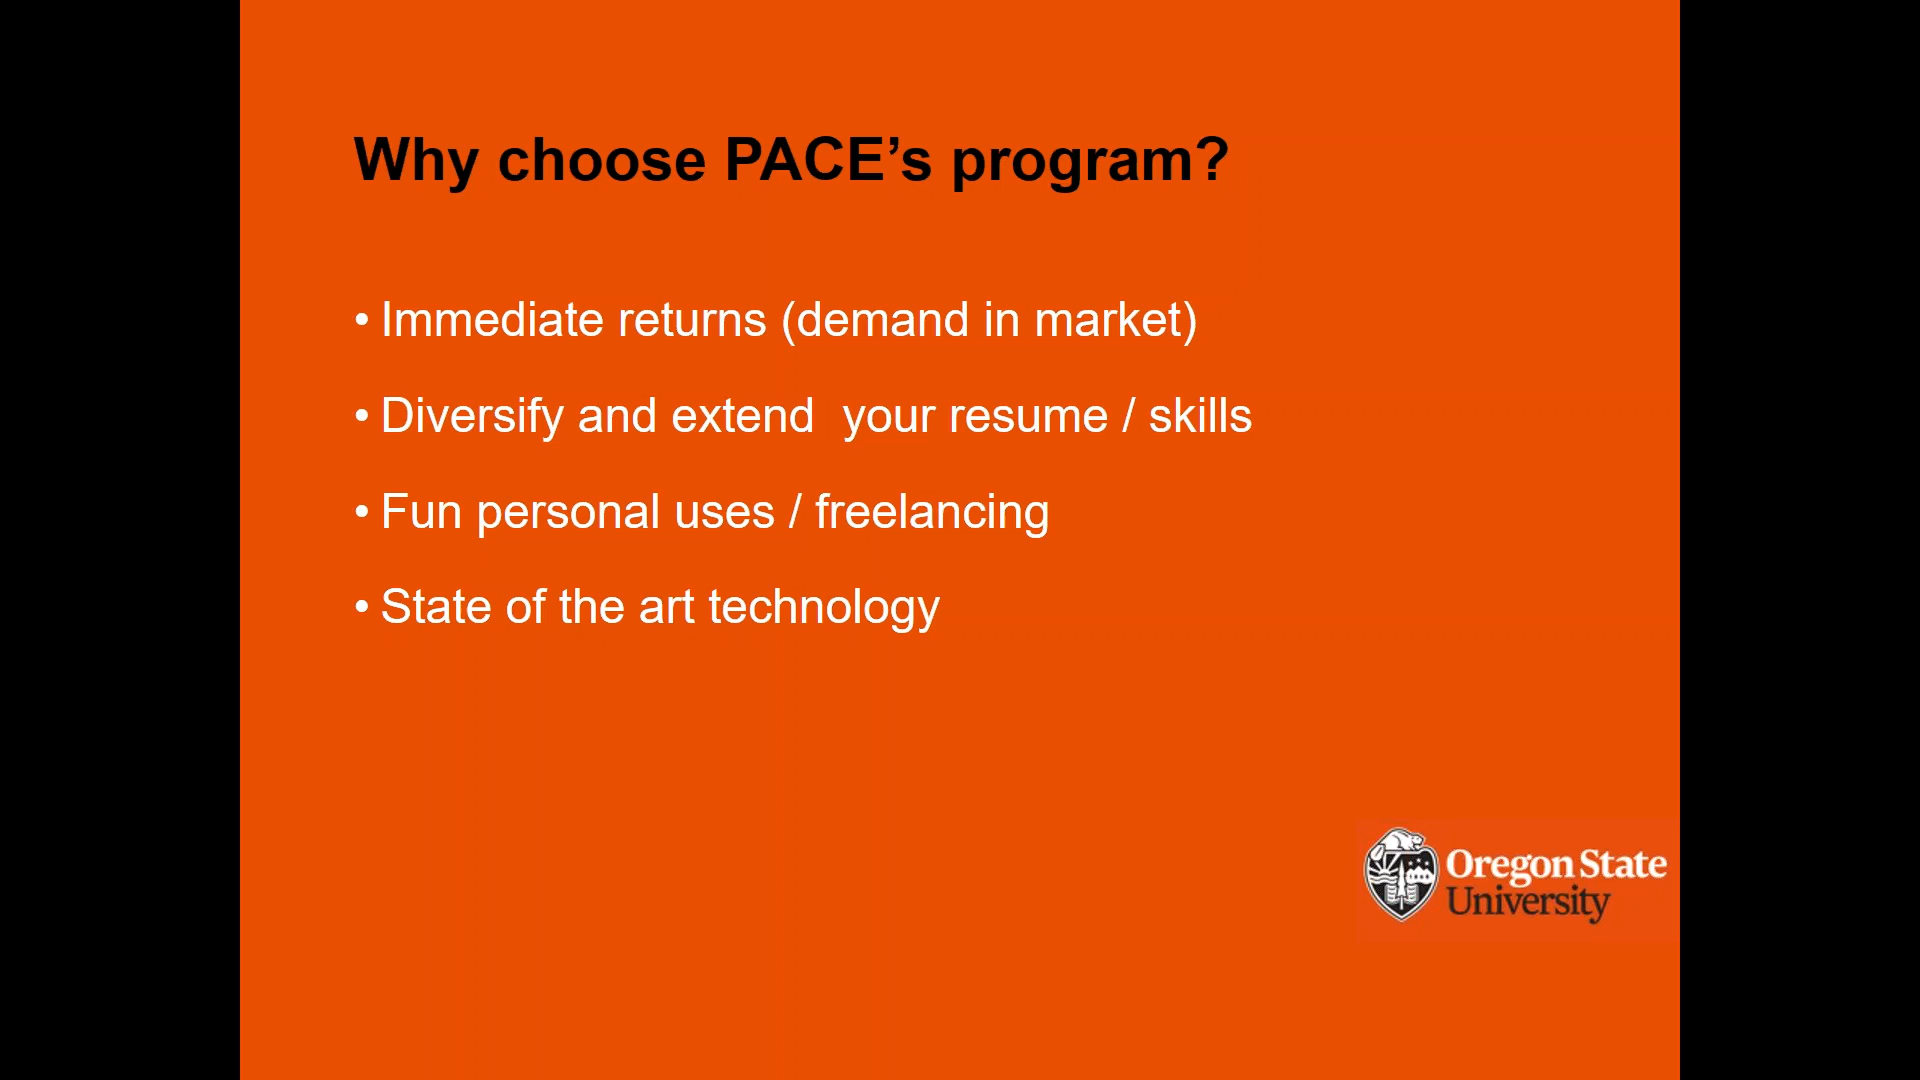 Why choose PACE’s program?
• Immediate returns (demand in market)
• Diversify and extend  your resume / skills
• Fun personal uses / freelancing
• State of the art technology
Oregon State
University